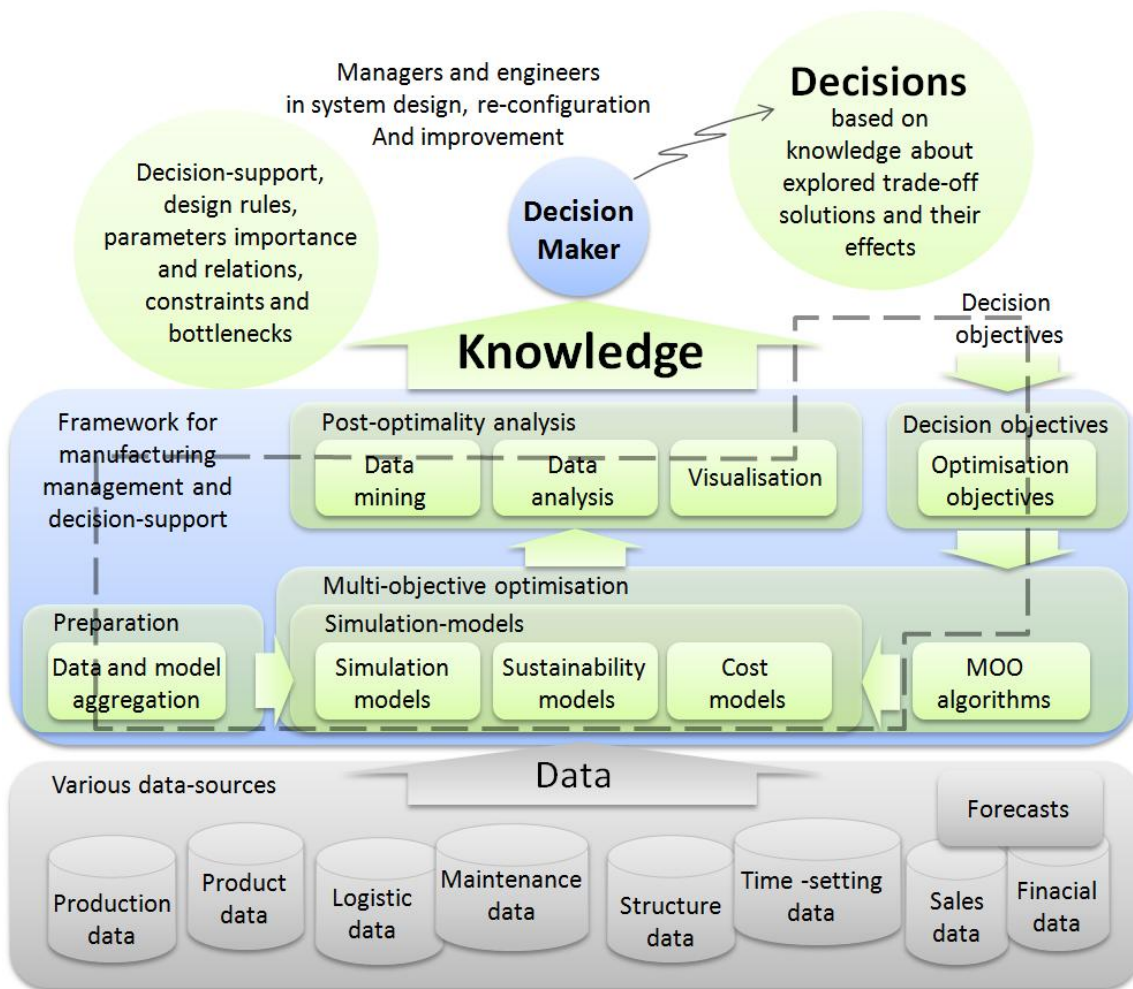 Managers and engineers
in system design, re-configuration
And improvement
Decisions
based on
knowledge about
explored trade-off
solutions and their
effects
Decision-support,
design rules,
parameters importance
and relations,
constraints and
bottlenecks
Decision
Maker
Knowledge
Decision
objectives
Framework for
manufacturing
management and
decision-support
Post-optimality analysis
Data
mining
Data
analysis
Visualisation
Decision objectives
Optimisation
objectives
Multi-objective optimisation
Preparation
Data and model
aggregation
Simulation-models
Simulation
models
Sustainability
models
Cost
models
MOO
algorithms
Data
Various data-sources
Forecasts
Production
data
Product
data
Logistic
data
Maintenance
data
Structure
data
Time -setting
data
Sales
data
Finacial
data